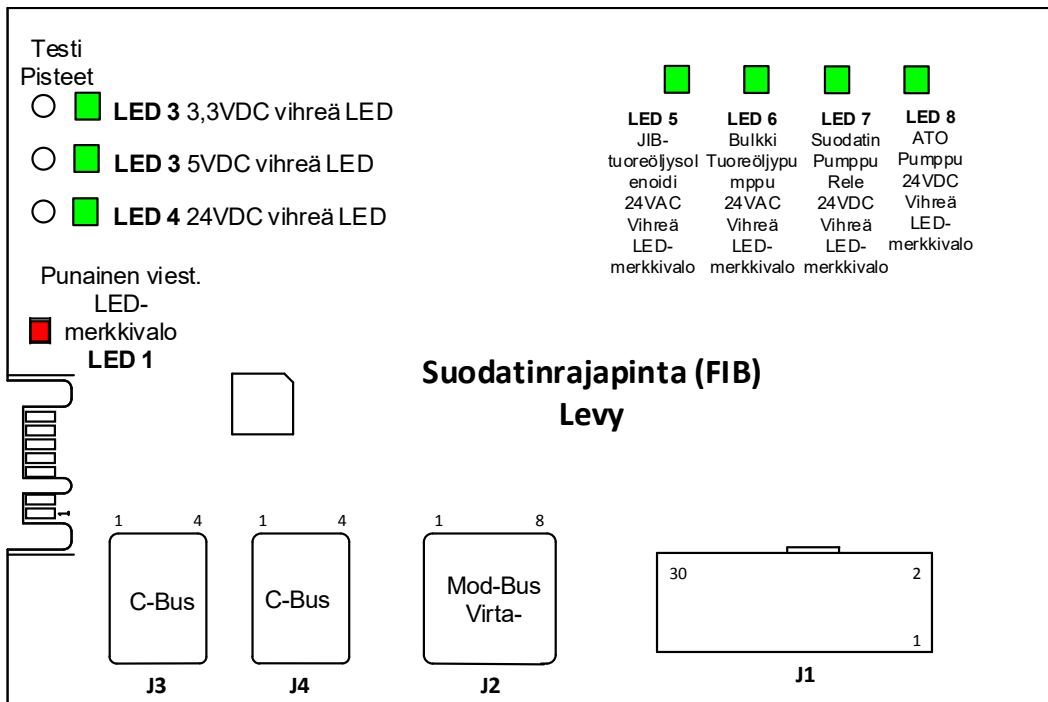 Testi
Pisteet
LED 3 3,3VDC vihreä LED
LED 3 5VDC vihreä LED
LED 4 24VDC vihreä LED
Punainen viest.
LED-
merkkivalo
LED 1
LED 5
JIB-
tuoreöljysol
enoidi
24VAC
Vihreä
LED-
merkkivalo
LED 6
Bulkki
Tuoreöljypu
mppu
24VAC
Vihreä
LED-
merkkivalo
LED 7
Suodatin
Pumppu
Rele
24VDC
Vihreä
LED-
merkkivalo
LED 8
ATO
Pumppu
24VDC
Vihreä
LED-
merkkivalo
Suodatinrajapinta (FIB)
Levy
1
1 4
C-Bus
J3
1 4
C-Bus
J4
1 8
Mod-Bus
Virta-
J2
30 2
1
J1